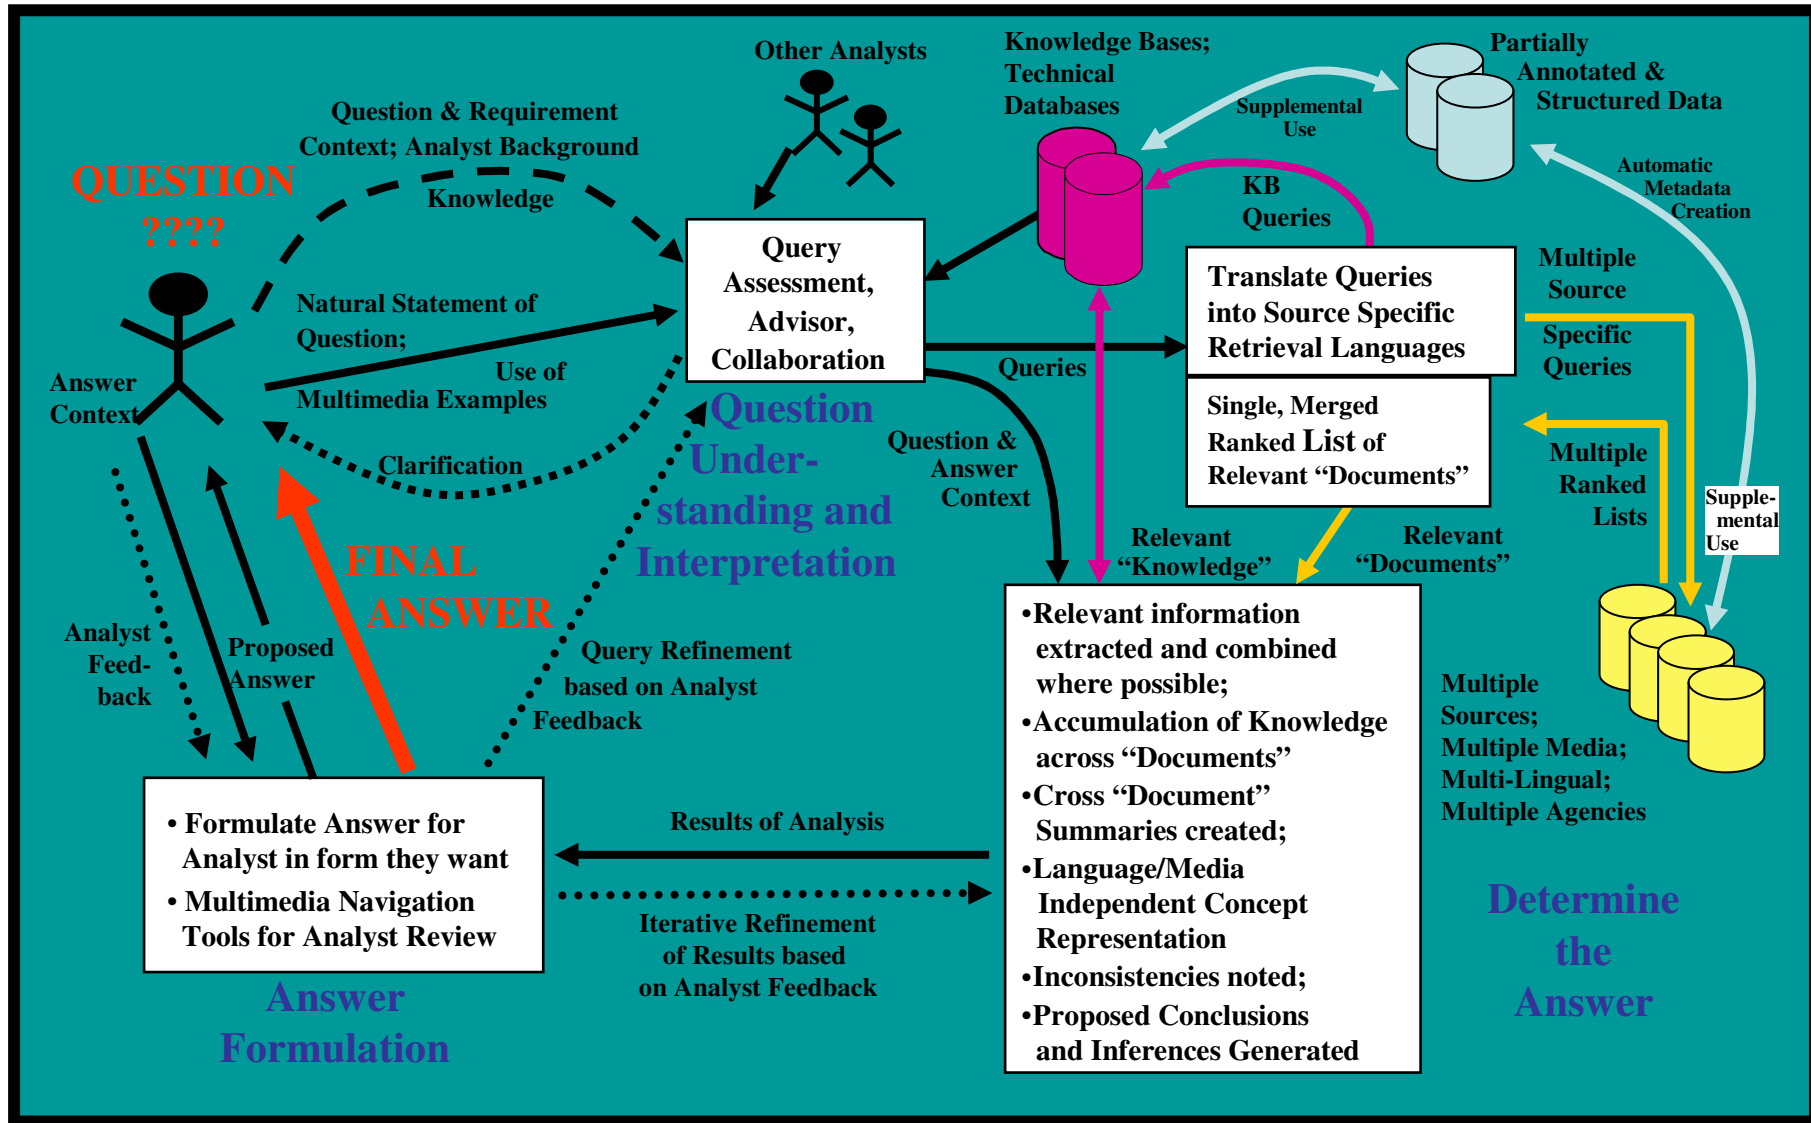 Other Analysts
Knowledge Bases;
Technical
Databases
Partially
Annotated &
Structured Data
Supplemental
Use
Question & Requirement
Context; Analyst Background
Knowledge
QUESTION
????
Automatic
Metadata
Creation
KB
Queries
Query
Assessment,
Advisor,
Collaboration
Translate Queries
into Source Specific
Retrieval Languages
Multiple
Source
Specific
Queries
Natural Statement of
Question;
Use of
Multimedia Examples
Answer
Context
Queries
Single, Merged
Ranked List of
Relevant “Documents”
Question
Under-
standing and
Interpretation
Question &
Answer
Context
Clarification
Multiple
Ranked
Lists
Supple-
mental
Use
Relevant
“Knowledge”
Relevant
“Documents”
FINAL
ANSWER
Analyst
Feed-
back
Proposed
Answer
Query Refinement
based on Analyst
Feedback
•Relevant information
extracted and combined
where possible;
•Accumulation of Knowledge
across “Documents”
•Cross “Document”
Summaries created;
•Language/Media
Independent Concept
Representation
•Inconsistencies noted;
•Proposed Conclusions
and Inferences Generated
Multiple
Sources;
Multiple Media;
Multi-Lingual;
Multiple Agencies
• Formulate Answer for
Analyst in form they want
• Multimedia Navigation
Tools for Analyst Review
Results of Analysis
Iterative Refinement
of Results based
on Analyst Feedback
Determine
the
Answer
Answer
Formulation